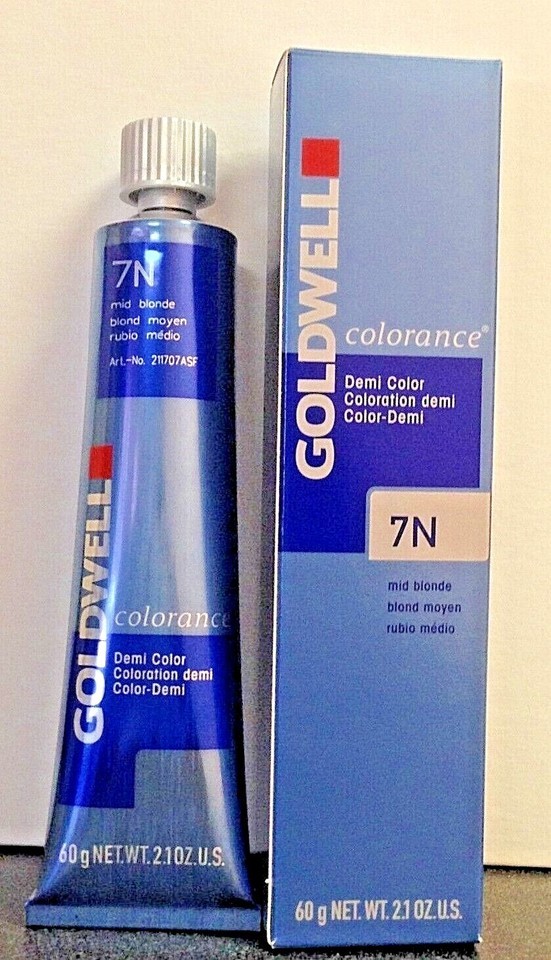 7N
mid blonde
blond moyen
rubio médio
Art.-No. 211707ASF
GOLDWELL
colorance
Demi Color
Coloration demi
Color-Demi
60 g NET.WT. 2.1 OZ.U.S.
GOLDWELL
colorance®
Demi Color
Coloration demi
Color-Demi
7N
mid blonde
blond moyen
rubio médio
60 g NET. WT. 2.1 OZ.U.S.